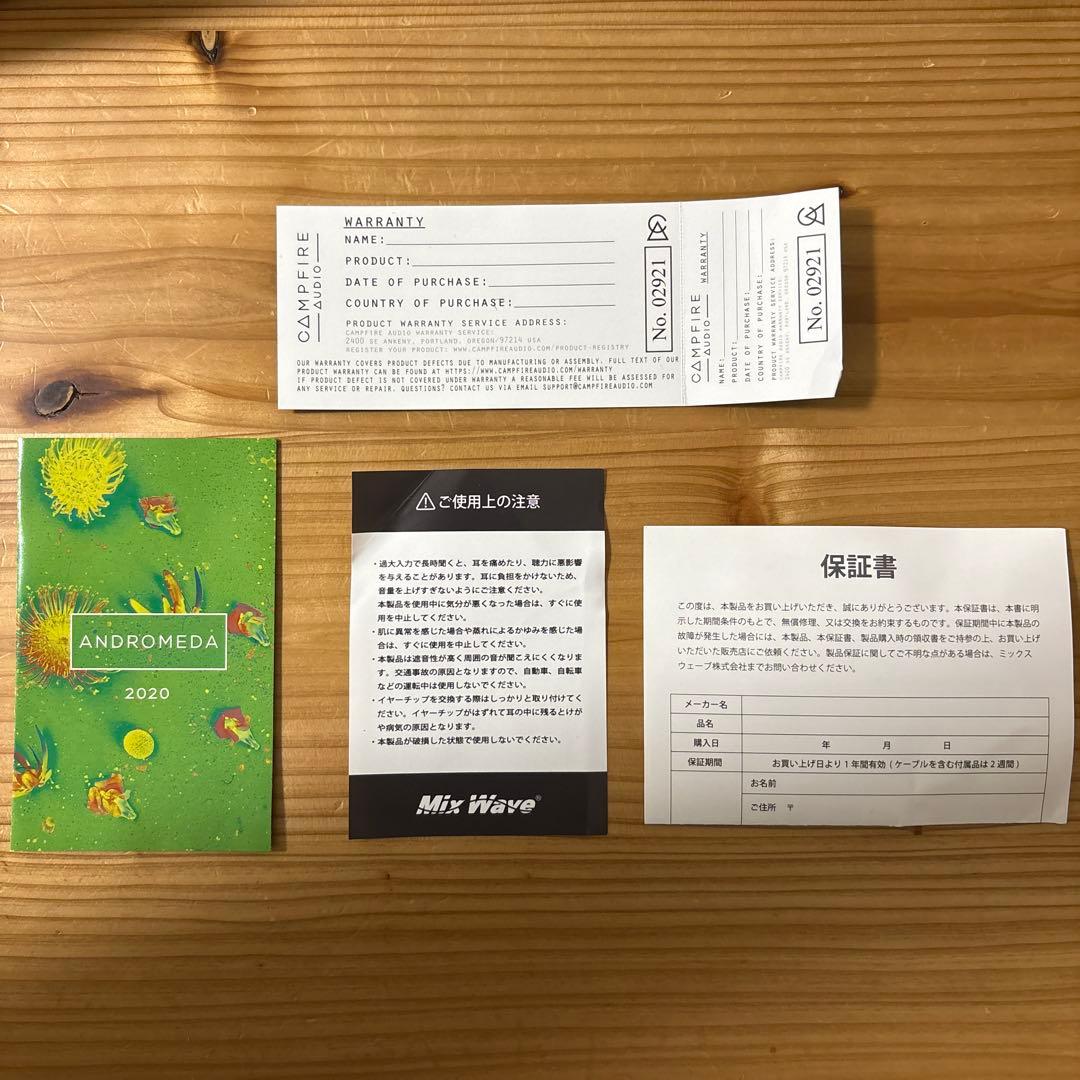 CAMPFIRE
AUDIO
WARRANTY
NAME:
PRODUCT:
DATE OF PURCHASE:
COUNTRY OF PURCHASE:
PRODUCT WARRANTY SERVICE ADDRESS:
CAMPFIRE AUDIO WARRANTY SERVICE:
2400 SE ANKENY, PORTLAND, OREGON/97214 USA
REGISTER YOUR PRODUCT: WWW.CAMPFIREAUDIO.COM/PRODUCT-REGISTRY
OUR WARRANTY COVERS PRODUCT DEFECTS DUE TO MANUFACTURING OR ASSEMBLY. FULL TEXT OF OUR
PRODUCT WARRANTY CAN BE FOUND AT HTTPS://WWW.CAMPFIREAUDIO.COM/WARRANTY
IF PRODUCT DEFECT IS NOT COVERED UNDER WARRANTY A REASONABLE FEE WILL BE ASSESSED FOR
ANY SERVICE OR REPAIR. QUESTIONS? CONTACT US VIA EMAIL SUPPORT@CAMPFIREAUDIO.COM
No. 02921
CAMPFIRE
AUDIO
WARRANTY
NAME:
PRODUCT:
DATE OF PURCHASE:
COUNTRY OF PURCHASE:
PRODUCT WARRANTY SERVICE ADDRESS:
CAMPFIRE AUDIO WARRANTY SERVICE:
2400 SE ANKENY, PORTLAND, OREGON/97214 USA
No. 02921
ANDROMEDA
2020
ご使用上の注意
・過大入力で長時間聞くと、耳を痛めたり、聴力に悪影響
を与えることがあります。耳に負担をかけないため、
音量を上げすぎないようにご注意ください。
本製品を使用中に気分が悪くなった場合は、すぐに使
用を中止してください。
・肌に異常を感じた場合や蒸れによるかゆみを感じた場
合は、すぐに使用を中止してください。
・本製品は遮音性が高く周囲の音が聞こえにくくなりま
す。交通事故の原因となりますので、自動車、自転車
などの運転中は使用しないでください。
・イヤーチップを交換する際はしっかりと取り付けてく
ださい。イヤーチップがはずれて耳の中に残るとけが
や病気の原因となります。
・本製品が破損した状態で使用しないでください。
Mix Wave®
保証書
この度は、本製品をお買い上げいただき、誠にありがとうございます。本保証書は、本書に明
示した期間条件のもとで、無償修理、又は交換をお約束するものです。保証期間中に本製品の
故障が発生した場合には、本製品、本保証書、製品購入時の領収書をご持参の上、お買い上げ
いただいた販売店にご依頼ください。製品保証に関してご不明な点がある場合は、ミックス
ウェーブ株式会社までお問い合わせください。
メーカー名
品名
購入日 年 月 日
保証期間 お買い上げ日より1年間有効（ケーブルを含む付属品は2週間）
お名前
ご住所 〒